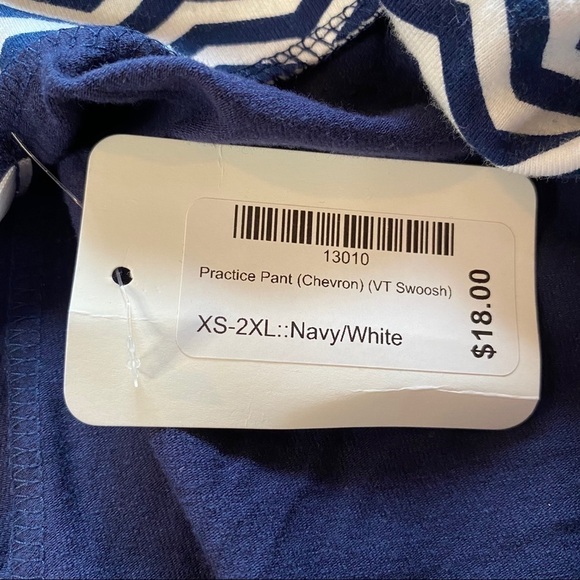 13010
Practice Pant (Chevron) (VT Swoosh)
XS-2XL::Navy/White
$18.00